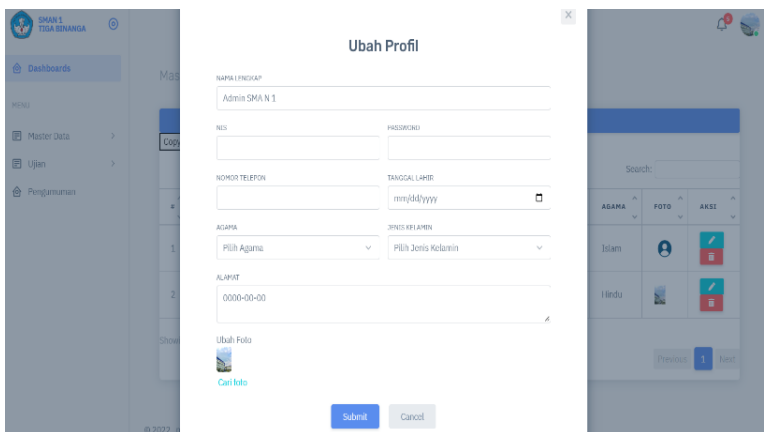 SMAN 1
TIGA BINANGA
X
Ubah Profil
Dashboards
Mas
NAMA LENGKAP
Admin SMA N 1
MENU
NIS PASSWORD
Master Data
Copy
Ujian
Search:
NOMOR TELEPON TANGGAL LAHIR
mm/dd/yyyy
Pengumuman
# AGAMA FOTO AKSI
AGAMA JENIS KELAMIN
Pilih Agama Pilih Jenis Kelamin
1 Islam
ALAMAT
0000-00-00
2 Hindu
Showi
Ubah Foto
Previous 1 Next
Cari foto
Submit Cancel
© 2022